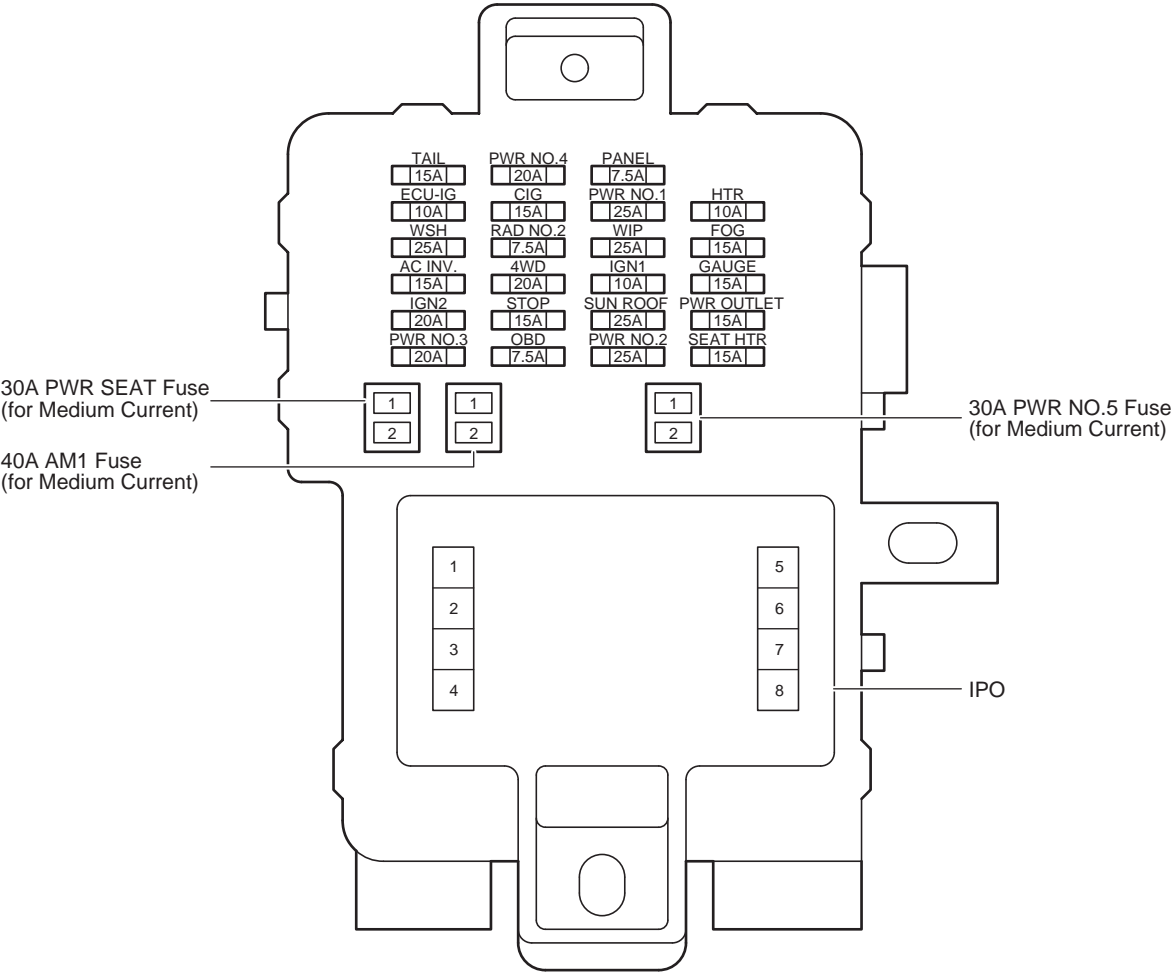 TAIL PWR NO.4 PANEL
15A 20A 7.5A
ECU-IG CIG PWR NO.1 HTR
10A 15A 25A 10A
WSH RAD NO.2 WIP FOG
25A 7.5A 25A 15A
AC INV. 4WD IGN1 GAUGE
15A 20A 10A 15A
IGN2 STOP SUN ROOF PWR OUTLET
20A 15A 25A 15A
PWR NO.3 OBD PWR NO.2 SEAT HTR
20A 7.5A 25A 15A
30A PWR SEAT Fuse
(for Medium Current)
1 1 1
2 2 2
30A PWR NO.5 Fuse
(for Medium Current)
40A AM1 Fuse
(for Medium Current)
1 5
2 6
3 7
4 8
IPO